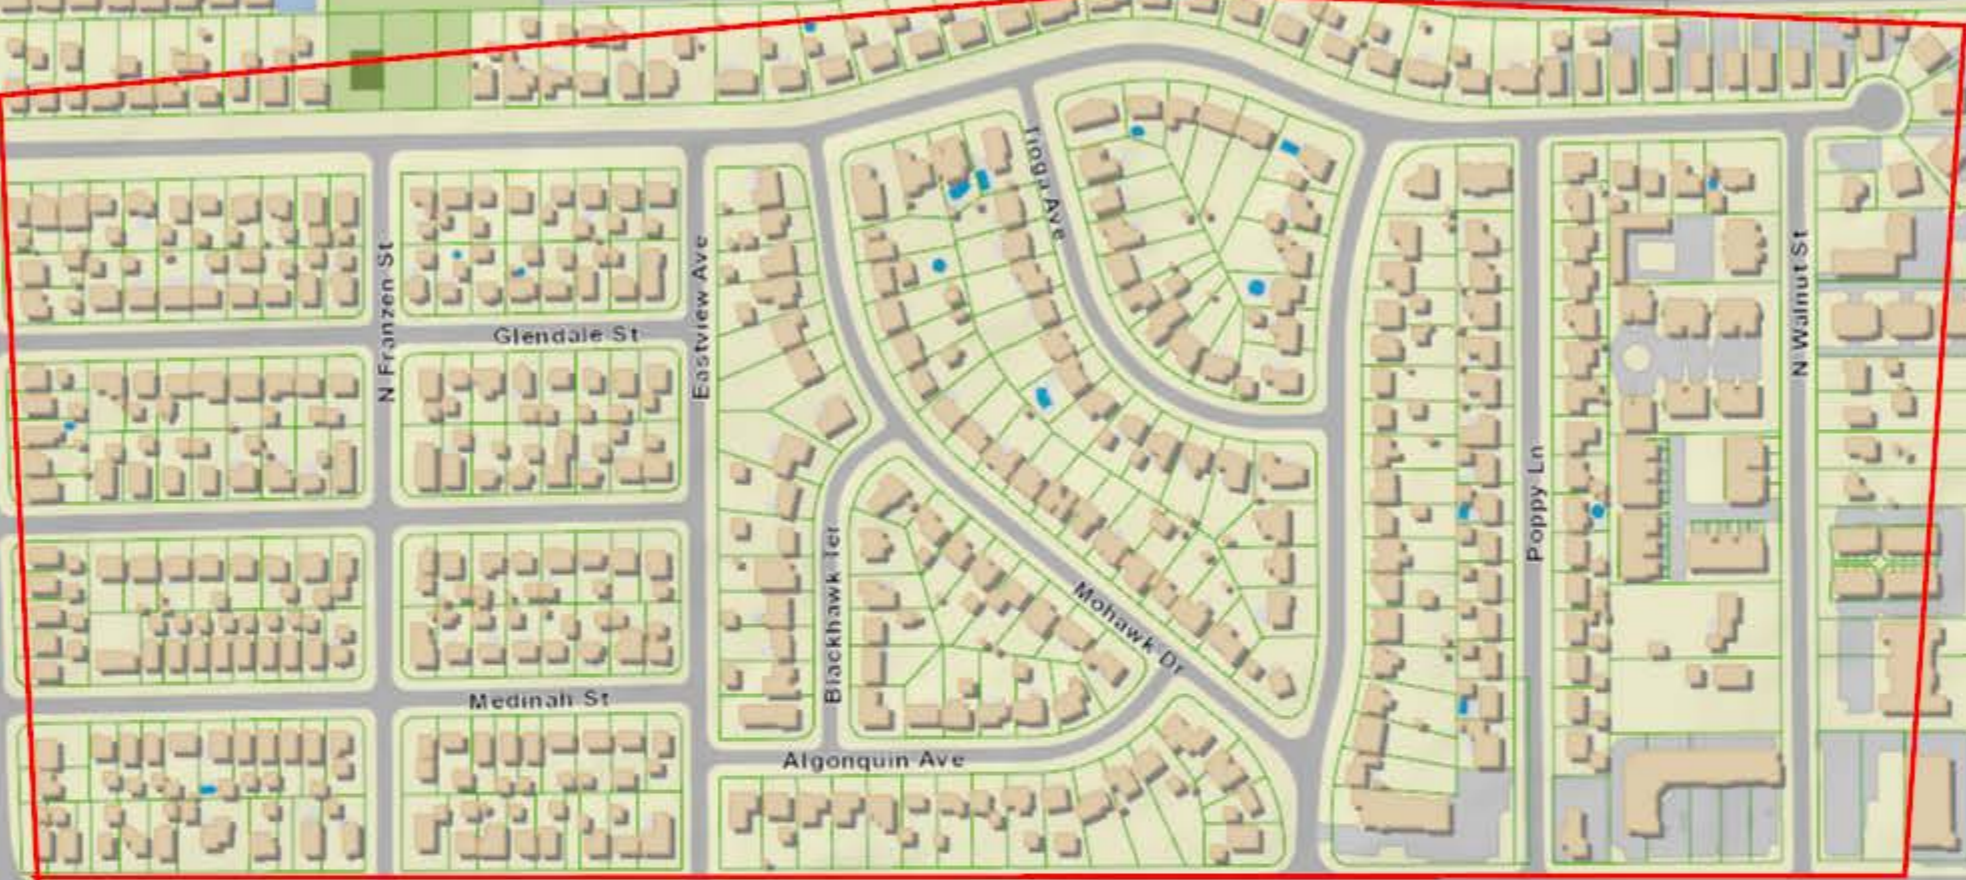 Tioga Ave
N Franzen St
Glendale St
Eastview Ave
N Walnut St
Poppy Ln
Blackhawk Ter
Mohawk Dr
Medinah St
Algonquin Ave